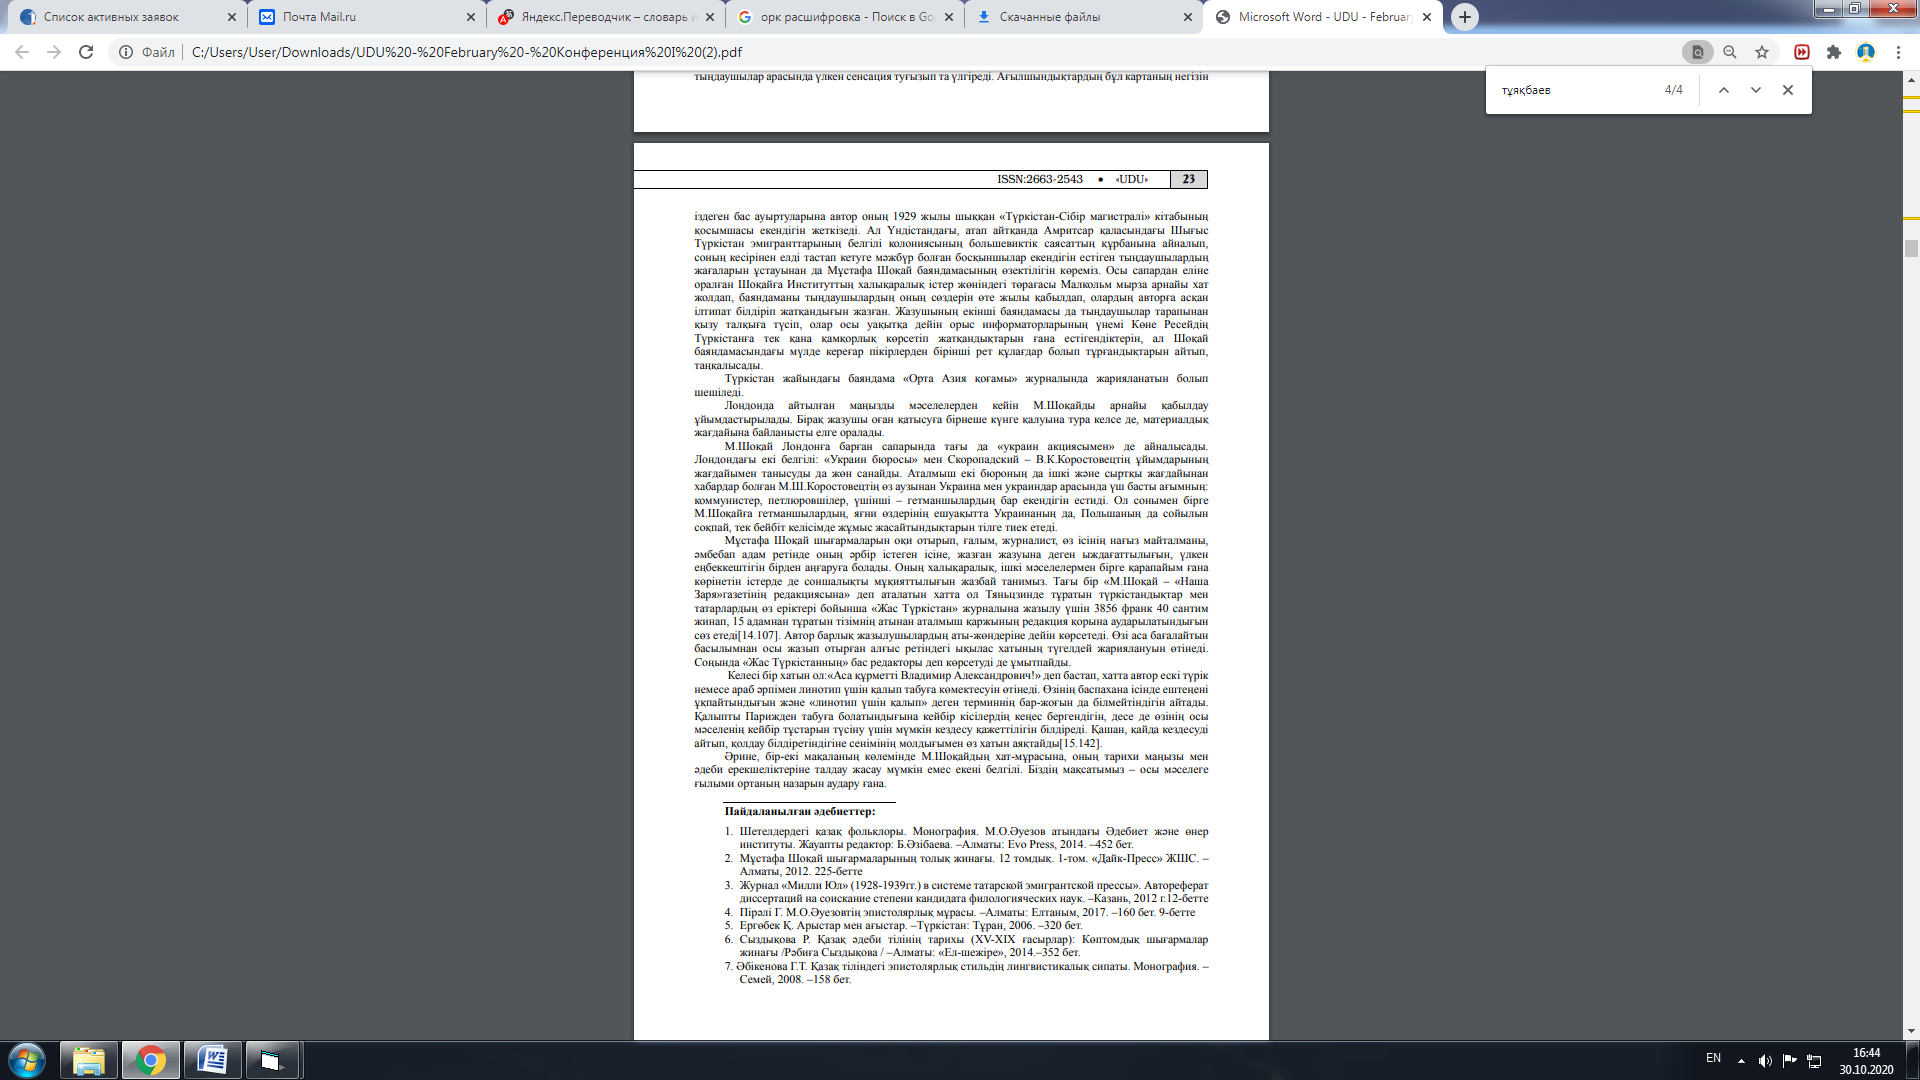 Список активных заявок
Почта Mail.ru
Яндекс.Переводчик – словарь и
орк расшифровка - Поиск в Go
Скачанные файлы
Microsoft Word - UDU - February
Файл
C:/Users/User/Downloads/UDU%20-%20February%20-%20Конференция%20I%20(2).pdf
тұяқбаев 4/4
тыңдаушылар арасында үлкен сенсация туғызып та үлгіреді. Ағылшындықтардың бұл картаның негізін
ISSN:2663-2543 • «UDU» 23
іздеген бас ауыртуларына автор оның 1929 жылы шыққан «Түркістан-Сібір магистралі» кітабының
қосымшасы екендігін жеткізеді. Ал Үндістандағы, атап айтқанда Амритсар қаласындағы Шығыс
Түркістан эмигранттарының белгілі колониясының большевиктік саясаттың құрбанына айналып,
соның кесірінен елді тастап кетуге мәжбүр болған босқыншылар екендігін естіген тыңдаушылардың
жағаларын ұстауынан да Мұстафа Шоқай баяндамасының өзектілігін көреміз. Осы сапардан еліне
оралған Шоқайға Институттың халықаралық істер жөніндегі төрағасы Малкольм мырза арнайы хат
жолдап, баяндаманы тыңдаушылардың оның сөздерін өте жылы қабылдап, олардың авторға асқан
ілтипат білдіріп жатқандығын жазған. Жазушының екінші баяндамасы да тыңдаушылар тарапынан
қызу талқыға түсіп, олар осы уақытқа дейін орыс информаторларының үнемі Көне Ресейдің
Түркістанға тек қана қамқорлық көрсетіп жатқандықтарын ғана естігендіктерін, ал Шоқай
баяндамасындағы мүлде кереғар пікірлерден бірінші рет құлағдар болып тұрғандықтарын айтып,
таңқалысады.
Түркістан жайындағы баяндама «Орта Азия қоғамы» журналында жарияланатын болып
шешіледі.
Лондонда айтылған маңызды мәселелерден кейін М.Шоқайды арнайы қабылдау
ұйымдастырылады. Бірақ жазушы оған қатысуға бірнеше күнге қалуына тура келсе де, материалдық
жағдайына байланысты елге оралады.
М.Шоқай Лондонға барған сапарында тағы да «украин акциясымен» де айналысады.
Лондондағы екі белгілі: «Украин бюросы» мен Скоропадский – В.К.Коростовецтің ұйымдарының
жағдайымен танысуды да жөн санайды. Аталмыш екі бюроның да ішкі және сыртқы жағдайынан
хабардар болған М.Ш.Коростовецтің өз аузынан Украина мен украиндар арасында үш басты ағымның:
коммунистер, петлюровшілер, үшінші – гетманшылардың бар екендігін естиді. Ол сонымен бірге
М.Шоқайға гетманшылардың, яғни өздерінің ешуақытта Украинаның да, Польшаның да сойылын
соқпай, тек бейбіт келісімде жұмыс жасайтындықтарын тілге тиек етеді.
Мұстафа Шоқай шығармаларын оқи отырып, ғалым, журналист, өз ісінің нағыз майталманы,
әмбебап адам ретінде оның әрбір істеген ісіне, жазған жазуына деген ыждағаттылығын, үлкен
еңбеккештігін бірден аңғаруға болады. Оның халықаралық, ішкі мәселелермен бірге қарапайым ғана
көрінетін істерде де соншалықты мұқияттылығын жазбай танимыз. Тағы бір «М.Шоқай – «Наша
Заря»газетінің редакциясына» деп аталатын хатта ол Тяньцзинде тұратын түркістандықтар мен
татарлардың өз еріктері бойынша «Жас Түркістан» журналына жазылу үшін 3856 франк 40 сантим
жинап, 15 адамнан тұратын тізімнің атынан аталмыш қаржының редакция қорына аударылатындығын
сөз етеді[14.107]. Автор барлық жазылушылардың аты-жөндеріне дейін көрсетеді. Өзі аса бағалайтын
басылымнан осы жазып отырған алғыс ретіндегі ықылас хатының түгелдей жариялануын өтінеді.
Соңында «Жас Түркістанның» бас редакторы деп көрсетуді де ұмытпайды.
Келесі бір хатын ол:«Аса құрметті Владимир Александрович!» деп бастап, хатта автор ескі түрік
немесе араб әрпімен линотип үшін қалып табуға көмектесуін өтінеді. Өзінің баспахана ісінде ештеңені
ұқпайтындығын және «линотип үшін қалып» деген терминнің бар-жоғын да білмейтіндігін айтады.
Қалыпты Парижден табуға болатындығына кейбір кісілердің кеңес бергендігін, десе де өзінің осы
мәселенің кейбір тұстарын түсіну үшін мүмкін кездесу қажеттілігін білдіреді. Қашан, қайда кездесуді
айтып, қолдау білдіретіндігіне сенімінің молдығымен өз хатын аяқтайды[15.142].
Әрине, бір-екі мақаланың көлемінде М.Шоқайдың хат-мұрасына, оның тарихи маңызы мен
әдеби ерекшеліктеріне талдау жасау мүмкін емес екені белгілі. Біздің мақсатымыз – осы мәселеге
ғылыми ортаның назарын аудару ғана.
Пайдаланылған әдебиеттер:
1. Шетелдердегі қазақ фольклоры. Монография. М.О.Әуезов атындағы Әдебиет және өнер
институты. Жауапты редактор: Б.Әзібаева. –Алматы: Evo Press, 2014. –452 бет.
2. Мұстафа Шоқай шығармаларының толық жинағы. 12 томдық. 1-том. «Дайк-Пресс» ЖШС. –
Алматы, 2012. 225-бетте
3. Журнал «Милли Юл» (1928-1939гг.) в системе татарской эмигрантской прессы». Автореферат
диссертаций на соискание степени кандидата филологияческих наук. –Казань, 2012 г.12-бетте
4. Пірәлі Г. М.О.Әуезовтің эпистолярлық мұрасы. –Алматы: Елтаным, 2017. –160 бет. 9-бетте
5. Ергөбек Қ. Арыстар мен ағыстар. –Түркістан: Тұран, 2006. –320 бет.
6. Сыздықова Р. Қазақ әдеби тілінің тарихы (XV-XIX ғасырлар): Көптомдық шығармалар
жинағы /Рәбиға Сыздықова / –Алматы: «Ел-шежіре», 2014.–352 бет.
7. Әбікенова Г.Т. Қазақ тіліндегі эпистолярлық стильдің лингвистикалық сипаты. Монография. –
Семей, 2008. –158 бет.
EN
16:44
30.10.2020